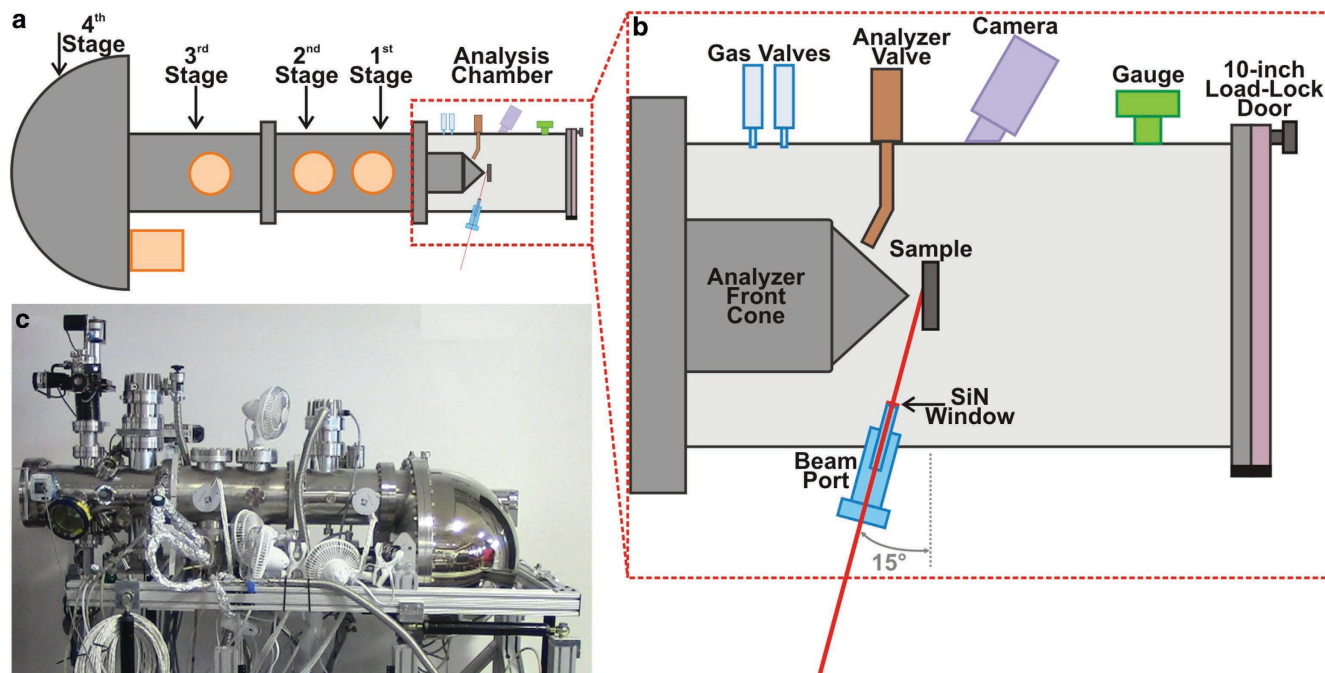 a
4th
Stage
3rd
Stage
2nd
Stage
1st
Stage
Analysis
Chamber
b
Gas Valves
Analyzer
Valve
Camera
Gauge
10-inch
Load-Lock
Door
Analyzer
Front
Cone
Sample
SiN
Window
Beam
Port
15°
c